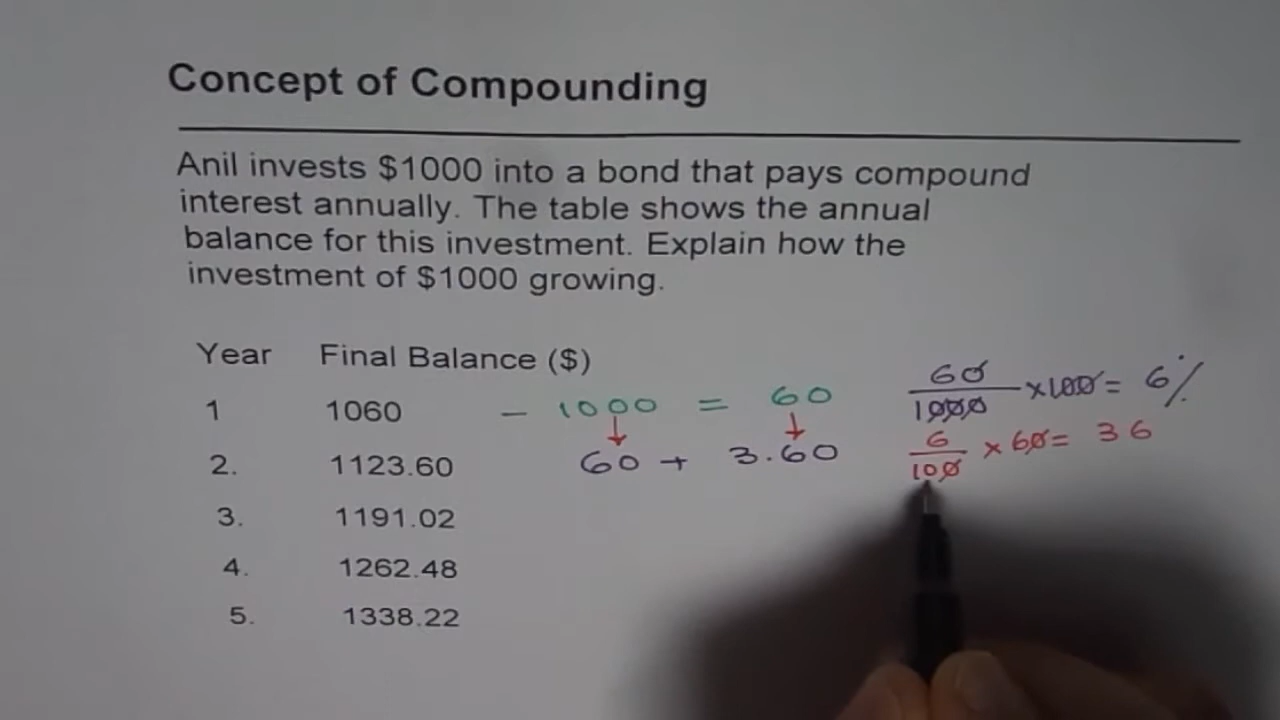 Concept of Compounding
Anil invests $1000 into a bond that pays compound
interest annually. The table shows the annual
balance for this investment. Explain how the
investment of $1000 growing.
Year Final Balance ($)
1 1060 - 1000 = 60 60/1000 ×100 = 6%
2. 1123.60 60 + 3.60 6/100 × 60 = 36
3. 1191.02
4. 1262.48
5. 1338.22